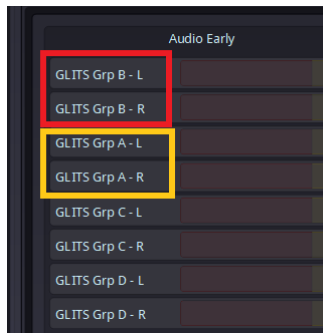 Audio Early
GLITS Grp B - L
GLITS Grp B - R
GLITS Grp A - L
GLITS Grp A - R
GLITS Grp C - L
GLITS Grp C - R
GLITS Grp D - L
GLITS Grp D - R